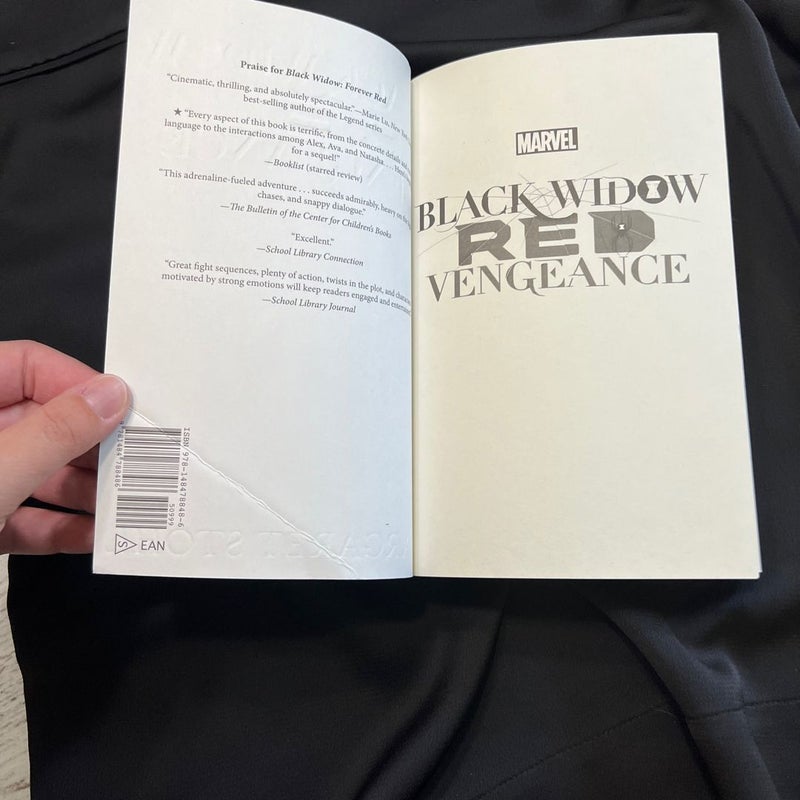 Praise for Black Widow: Forever Red
“Cinematic, thrilling, and absolutely spectacular.”—Marie Lu, New York
best-selling author of the Legend series
★ “Every aspect of this book is terrific, from the concrete details and
language to the interactions among Alex, Ava, and Natasha. . . .
for a sequel!”
—Booklist (starred review)
“This adrenaline-fueled adventure . . . succeeds admirably, heavy on the
chases, and snappy dialogue.”
—The Bulletin of the Center for Children’s Books
“Excellent.”
—School Library Connection
“Great fight sequences, plenty of action, twists in the plot, and
motivated by strong emotions will keep readers engaged and
—School Library Journal
ISBN 978-148478848-6
9781484788486
50999
S EAN
MARVEL
BLACK WIDOW
RED
VENGEANCE